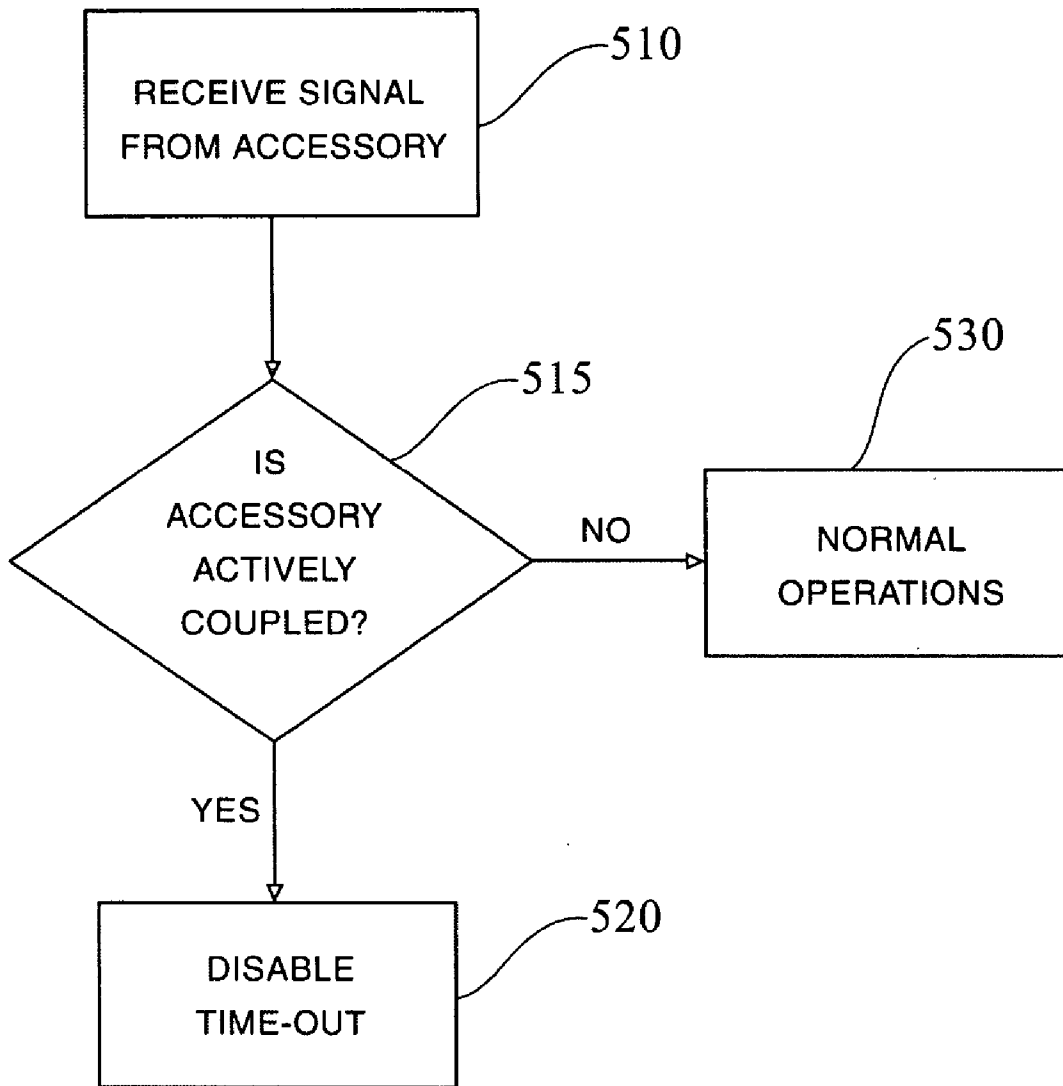 RECEIVE SIGNAL
FROM ACCESSORY
510
IS
ACCESSORY
ACTIVELY
COUPLED?
515
NO
NORMAL
OPERATIONS
530
YES
DISABLE
TIME-OUT
520